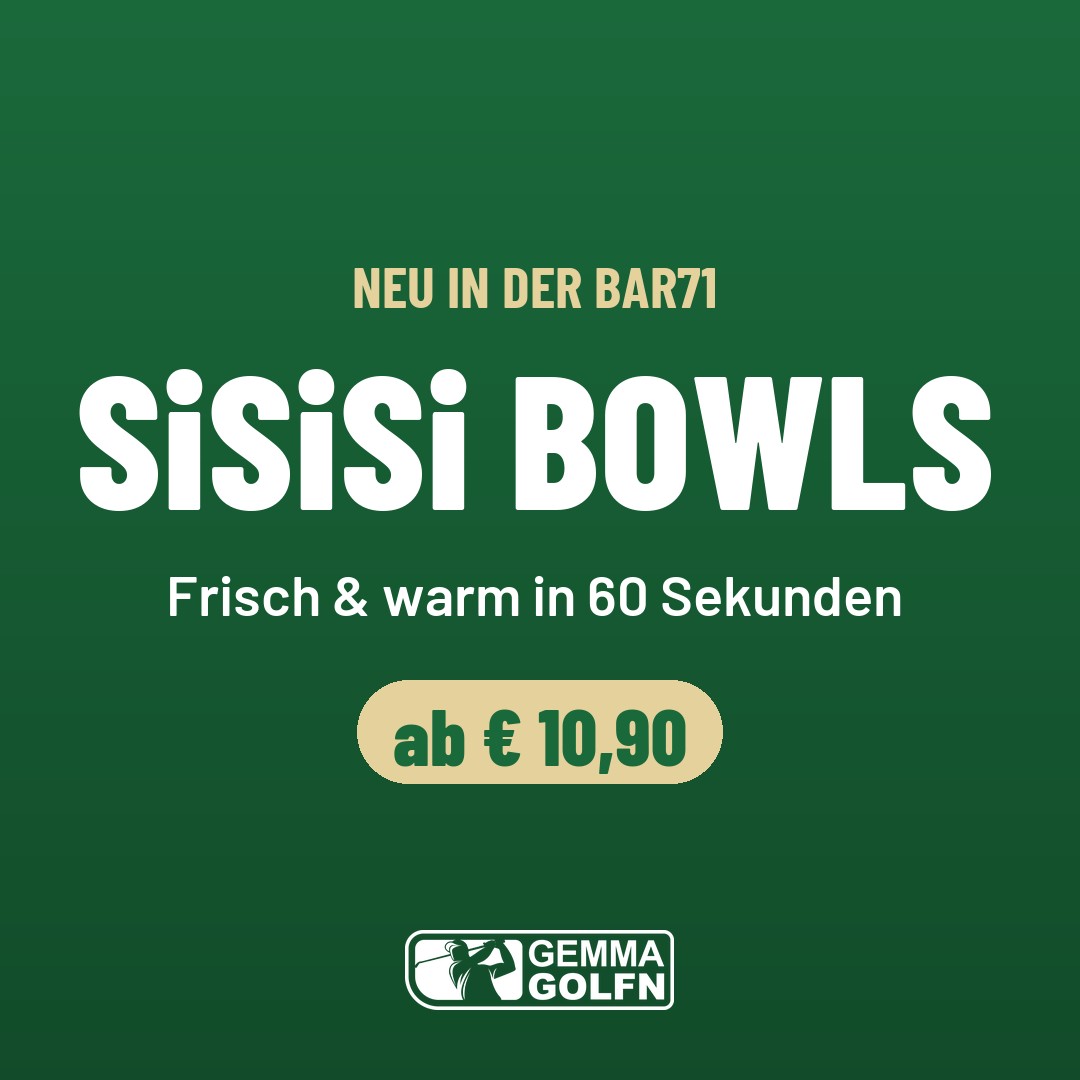 NEU IN DER BAR71
SiSiSi BOWLS
Frisch & warm in 60 Sekunden
ab € 10,90
GEMMA
GOLFN